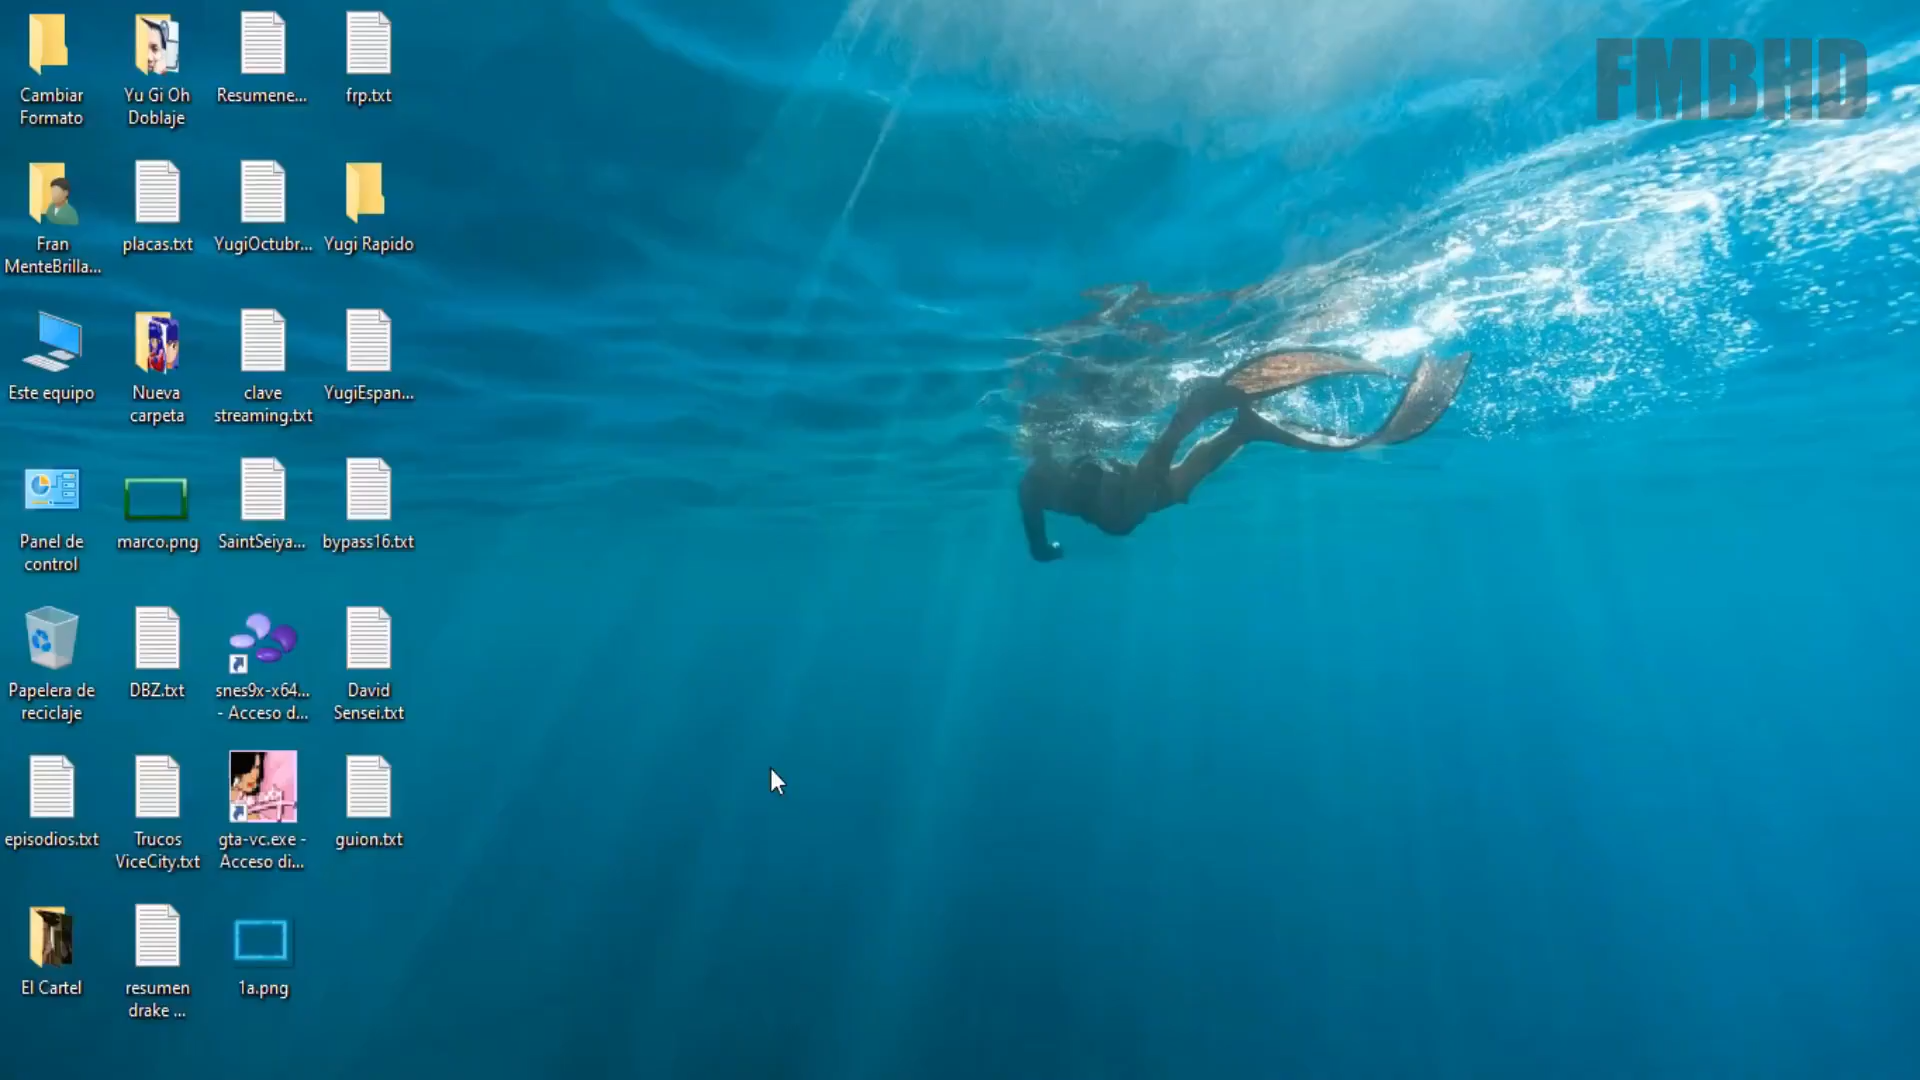 FMBHD
Cambiar
Formato
Yu Gi Oh
Doblaje
Resumene...
frp.txt
Fran
MenteBrilla...
placas.txt
YugiOctubr...
Yugi Rapido
Este equipo
Nueva
carpeta
clave
streaming.txt
YugiEspan...
Panel de
control
marco.png
SaintSeiya...
bypass16.txt
Papelera de
reciclaje
DBZ.txt
snes9x-x64...
- Acceso d...
David
Sensei.txt
episodios.txt
Trucos
ViceCity.txt
gta-vc.exe -
Acceso di...
guion.txt
El Cartel
resumen
drake ...
1a.png